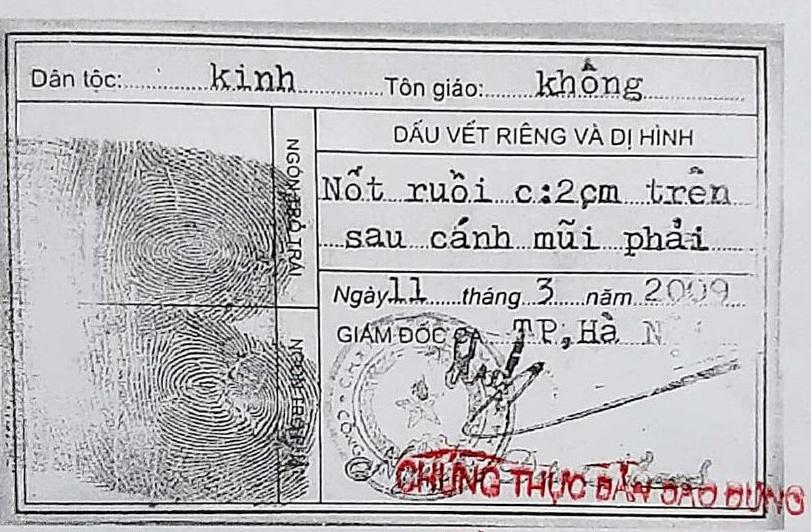 Dân tộc: kinh Tôn giáo: không
NGÓN TRỎ TRÁI
DẤU VẾT RIÊNG VÀ DỊ HÌNH
Nốt ruồi c:2cm trên
sau cánh mũi phải
Ngày 11 tháng 3 năm 2009
NGÓN TRỎ PHẢI
GIÁM ĐỐC CA TP, Hà N
CHỨNG THỰC BẢN SAO ĐÚNG